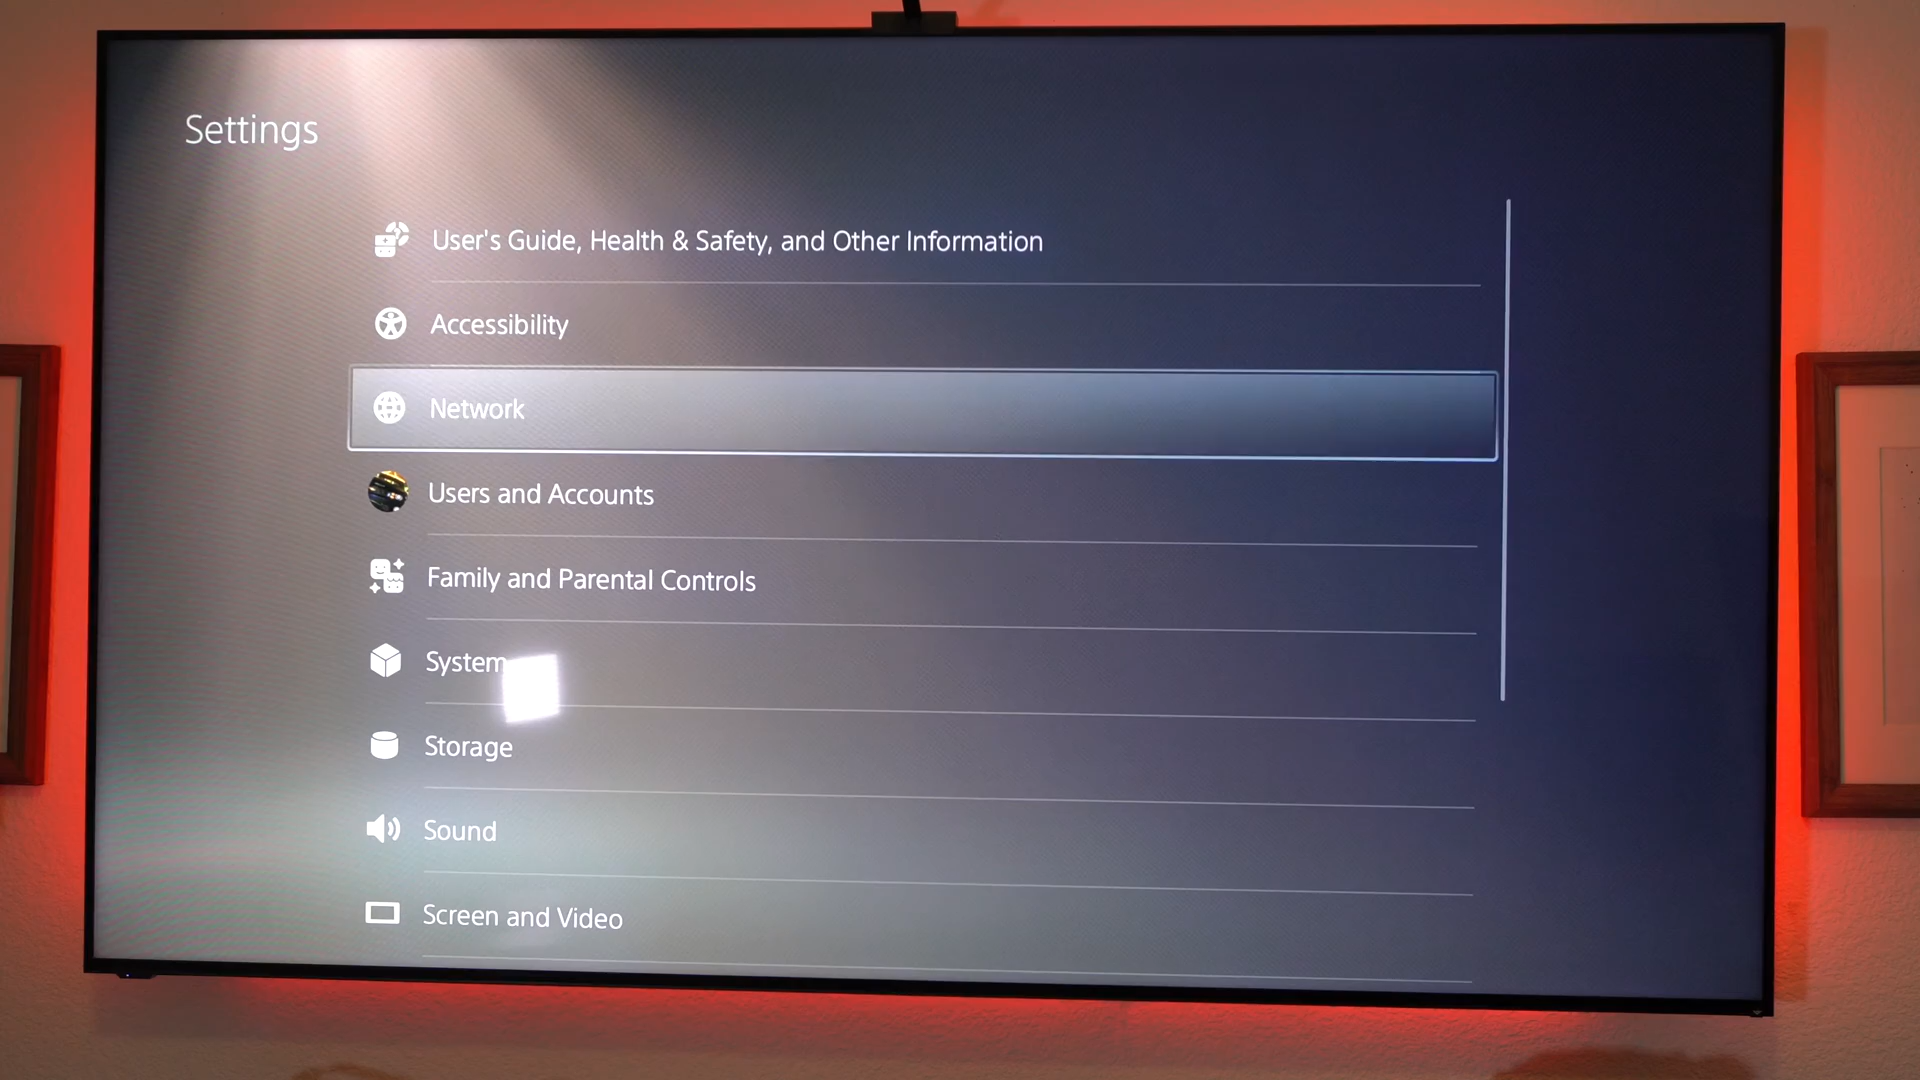 Settings
User's Guide, Health & Safety, and Other Information
Accessibility
Network
Users and Accounts
Family and Parental Controls
System
Storage
Sound
Screen and Video